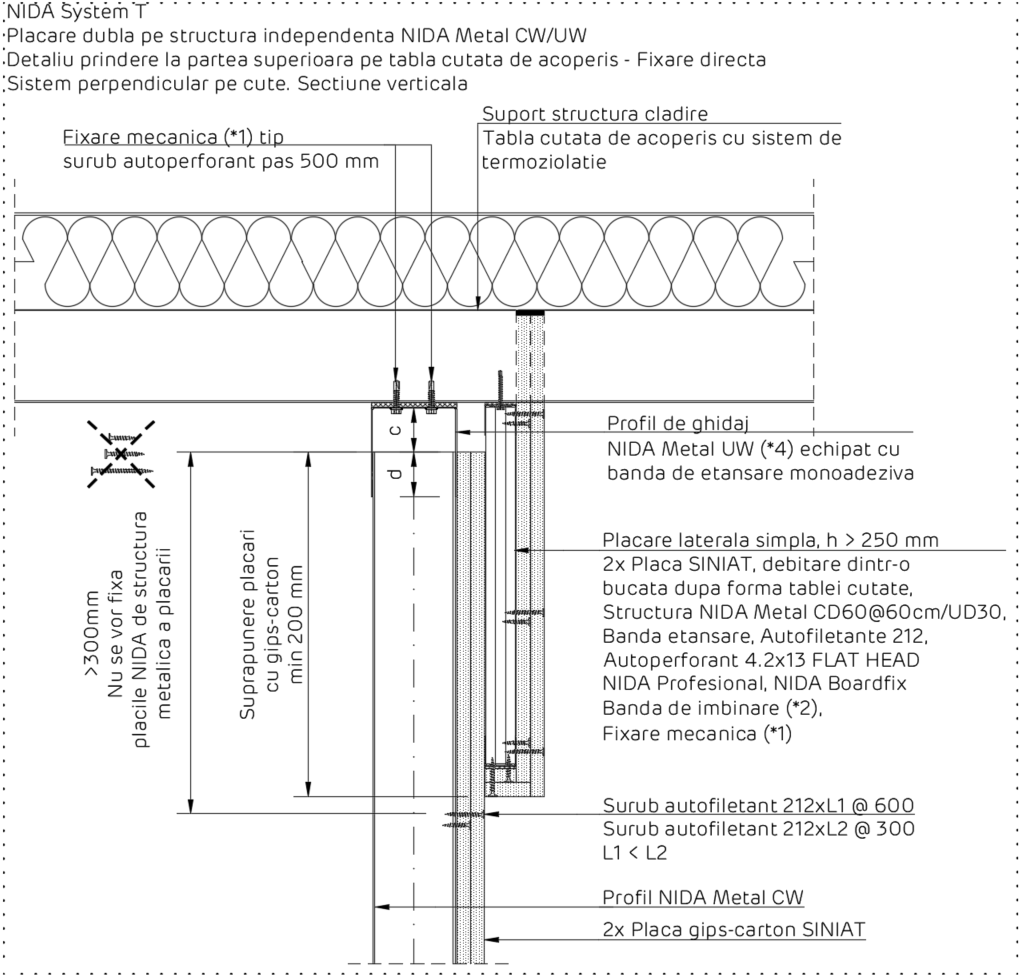 NIDA System T
Placare dubla pe structura independenta NIDA Metal CW/UW
Detaliu prindere la partea superioara pe tabla cutata de acoperis - Fixare directa
Sistem perpendicular pe cute. Sectiune verticala
Suport structura cladire
Tabla cutata de acoperis cu sistem de
termoziolatie
Fixare mecanica (*1) tip
surub autoperforant pas 500 mm
c
d
Profil de ghidaj
NIDA Metal UW (*4) echipat cu
banda de etansare monoadeziva
>300mm
Nu se vor fixa
placile NIDA de structura
metalica a placarii
Suprapunere placari
cu gips-carton
min 200 mm
Placare laterala simpla, h > 250 mm
2x Placa SINIAT, debitare dintr-o
bucata dupa forma tablei cutate,
Structura NIDA Metal CD60@60cm/UD30,
Banda etansare, Autofiletante 212,
Autoperforant 4.2x13 FLAT HEAD
NIDA Profesional, NIDA Boardfix
Banda de imbinare (*2),
Fixare mecanica (*1)
Surub autofiletant 212xL1 @ 600
Surub autofiletant 212xL2 @ 300
L1 < L2
Profil NIDA Metal CW
2x Placa gips-carton SINIAT